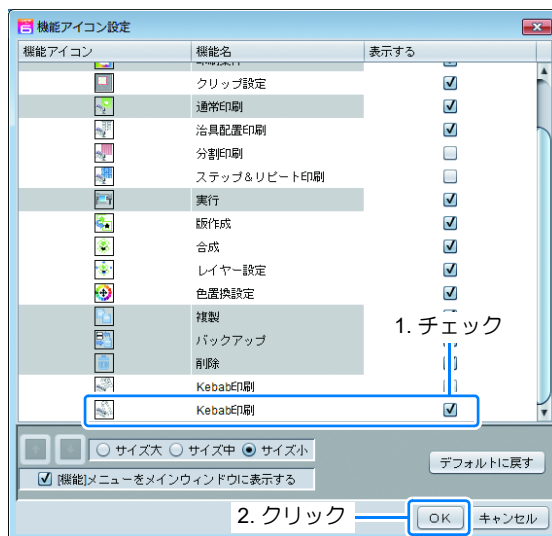 機能アイコン設定
機能アイコン 機能名 表示する
クリップ設定
通常印刷
治具配置印刷
分割印刷
ステップ＆リピート印刷
実行
版作成
合成
レイヤー設定
色置換設定
複製
1. チェック
バックアップ
削除
Kebab印刷
Kebab印刷
サイズ大 サイズ中 サイズ小
デフォルトに戻す
[機能]メニューをメインウィンドウに表示する
2. クリック
OK キャンセル